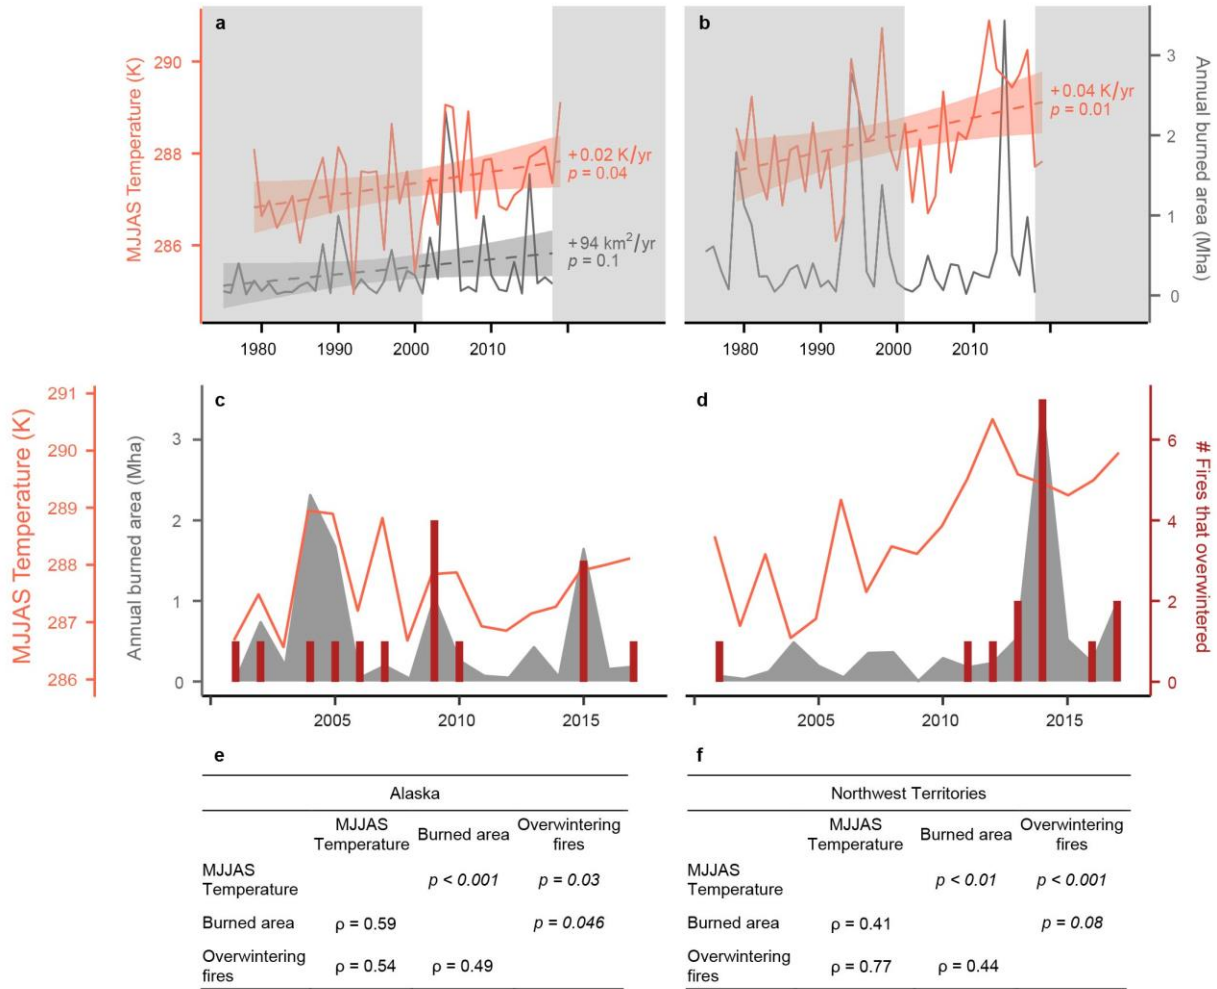 a
b
MJJAS Temperature (K)
290
288
286
+0.02 K/yr
p = 0.04
+94 km²/yr
p = 0.1
+0.04 K/yr
p = 0.01
3
2
1
0
Annual burned area (Mha)
1980
1990
2000
2010
1980
1990
2000
2010
c
d
MJJAS Temperature (K)
291
290
289
288
287
286
Annual burned area (Mha)
3
2
1
0
6
4
2
0
# Fires that overwintered
2005
2010
2015
2005
2010
2015
e
Alaska
MJJAS
Temperature
Burned area
Overwintering
fires
MJJAS
Temperature
p < 0.001
p = 0.03
Burned area
ρ = 0.59
p = 0.046
Overwintering
fires
ρ = 0.54
ρ = 0.49
f
Northwest Territories
MJJAS
Temperature
Burned area
Overwintering
fires
MJJAS
Temperature
p < 0.01
p < 0.001
Burned area
ρ = 0.41
p = 0.08
Overwintering
fires
ρ = 0.77
ρ = 0.44